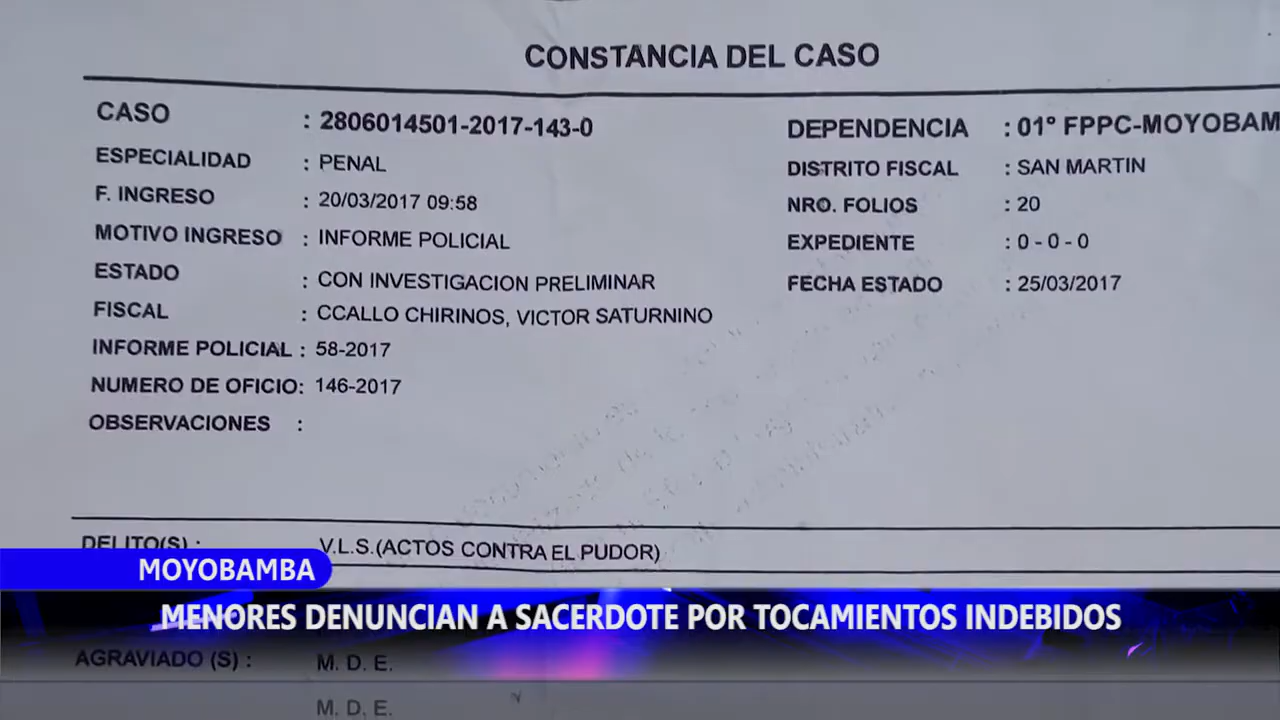 CONSTANCIA DEL CASO
CASO : 2806014501-2017-143-0
DEPENDENCIA : 01° FPPC-MOYOBAM
ESPECIALIDAD : PENAL
DISTRITO FISCAL : SAN MARTIN
F. INGRESO : 20/03/2017 09:58
NRO. FOLIOS : 20
MOTIVO INGRESO : INFORME POLICIAL
EXPEDIENTE : 0 - 0 - 0
ESTADO : CON INVESTIGACION PRELIMINAR
FECHA ESTADO : 25/03/2017
FISCAL : CCALLO CHIRINOS, VICTOR SATURNINO
INFORME POLICIAL : 58-2017
NUMERO DE OFICIO: 146-2017
OBSERVACIONES :
DELITO(S) : V.L.S.(ACTOS CONTRA EL PUDOR)
MOYOBAMBA
MENORES DENUNCIAN A SACERDOTE POR TOCAMIENTOS INDEBIDOS
AGRAVIADO (S) : M. D. E.
M. D. E.